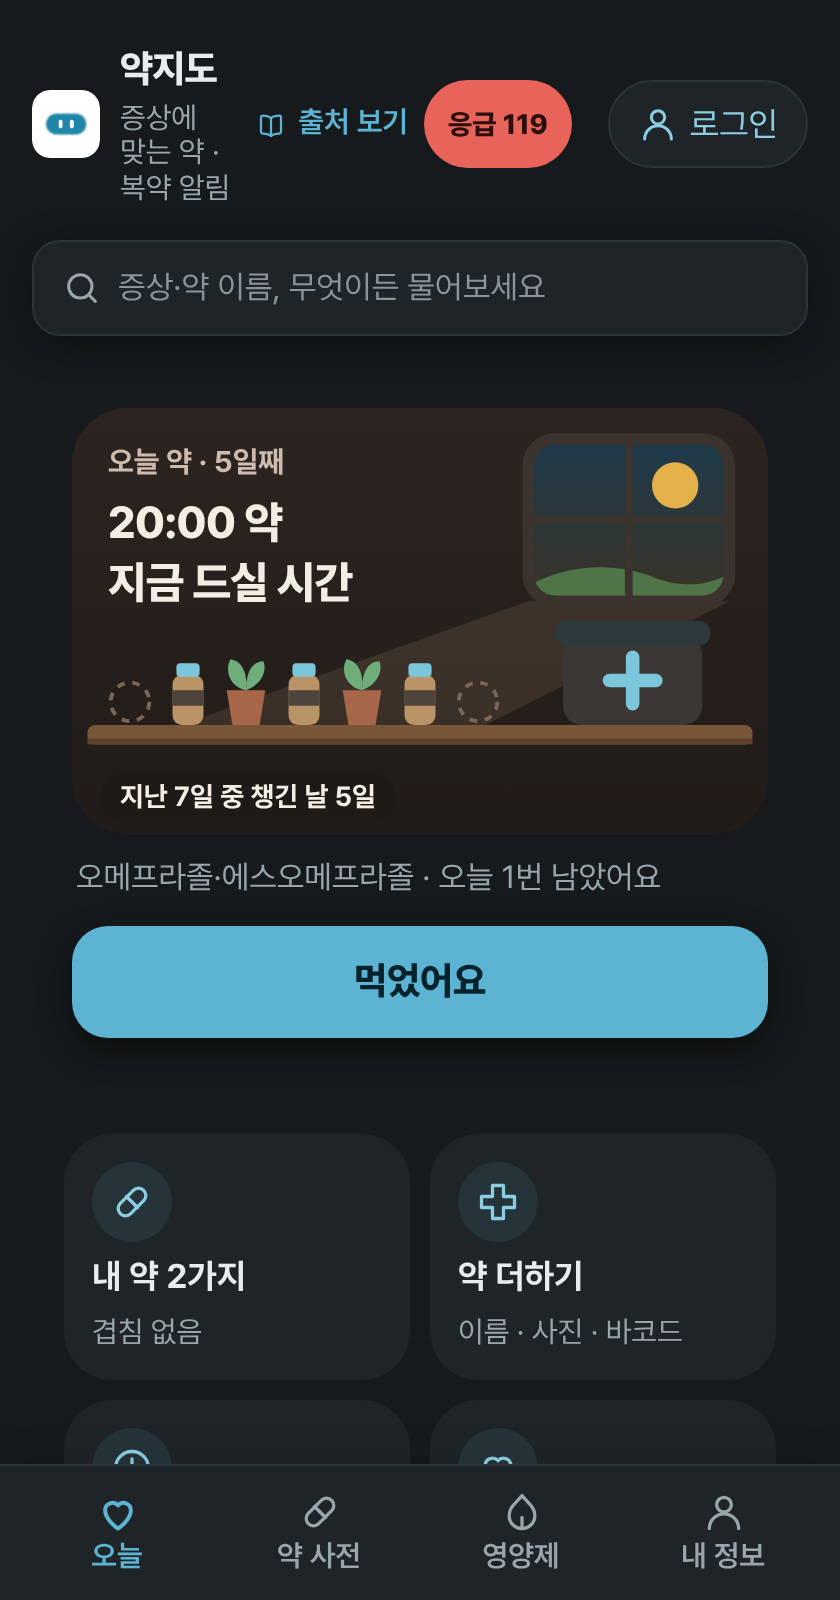 약지도
증상에
맞는 약 ·
복약 알림
출처 보기
응급 119
로그인
증상·약 이름, 무엇이든 물어보세요
오늘 약 · 5일째
20:00 약
지금 드실 시간
지난 7일 중 챙긴 날 5일
오메프라졸·에스오메프라졸 · 오늘 1번 남았어요
먹었어요
내 약 2가지
겹침 없음
약 더하기
이름 · 사진 · 바코드
오늘
약 사전
영양제
내 정보